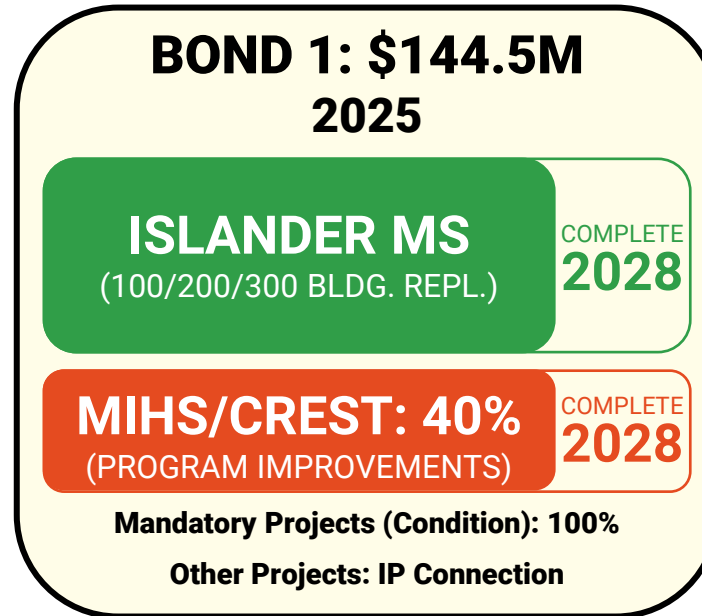 BOND 1: $144.5M
2025
ISLANDER MS
(100/200/300 BLDG. REPL.)
COMPLETE
2028
MIHS/CREST: 40%
(PROGRAM IMPROVEMENTS)
COMPLETE
2028
Mandatory Projects (Condition): 100%
Other Projects: IP Connection